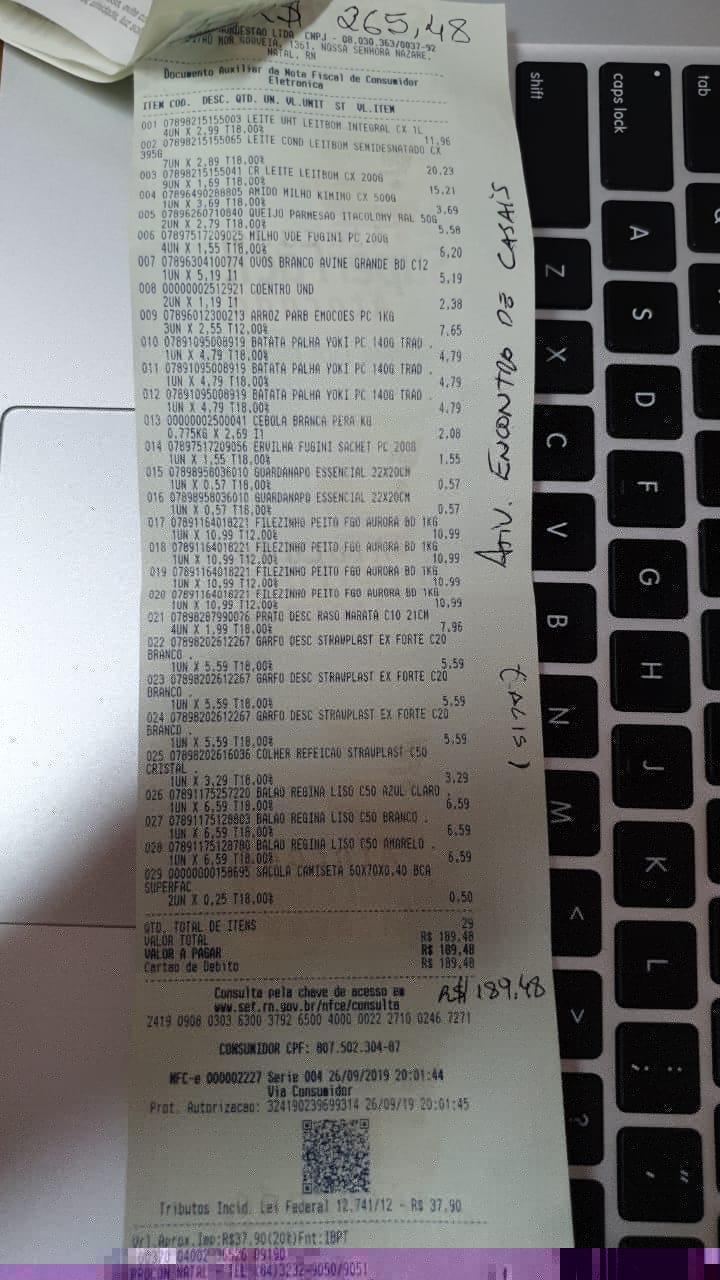 R$ 265,48
LTDA CNPJ - 08.030.363/0037-92
MOR GOUVEIA, 1361, NOSSA SENHORA NAZARE,
NATAL, RN
Documento Auxiliar da Nota Fiscal de Consumidor
Eletronica
ITEM COD. DESC. QTD. UN. VL.UNIT ST VL.ITEM
001 07898215155003 LEITE UHT LEITBOM INTEGRAL CX 1L
4UN X 2,99 T18.00% 11,96
002 07898215155065 LEITE COND LEITBOM SEMIDESNATADO CX
395G
7UN X 2,89 T18.00% 20,23
003 07898215155041 CR LEITE LEITBOM CX 200G
9UN X 1,69 T18.00% 15,21
004 07896490288805 AMIDO MILHO KIMIMO CX 500G
1UN X 3,69 T18.00% 3,69
005 07896260710840 QUEIJO PARMESAO ITACOLOMY RAL 50G
2UN X 2,79 T18.00% 5,58
006 07897517209025 MILHO VDE FUGINI PC 200G
4UN X 1,55 T18.00% 6,20
007 07896304100774 OVOS BRANCO AVINE GRANDE BD C12
1UN X 5,19 I1 5,19
008 00000002512921 COENTRO UND
2UN X 1,19 I1 2,38
009 07896012300213 ARROZ PARB EMOCOES PC 1KG
3UN X 2,55 T12.00% 7,65
010 07891095008919 BATATA PALHA YOKI PC 140G TRAD .
1UN X 4,79 T18.00% 4,79
011 07891095008919 BATATA PALHA YOKI PC 140G TRAD .
1UN X 4,79 T18.00% 4,79
012 07891095008919 BATATA PALHA YOKI PC 140G TRAD .
1UN X 4,79 T18.00% 4,79
013 00000002500041 CEBOLA BRANCA PERA KG
0.775KG X 2,69 I1 2,08
014 07897517209056 ERVILHA FUGINI SACHET PC 200G
1UN X 1,55 T18.00% 1,55
015 07898958036010 GUARDANAPO ESSENCIAL 22X20CM
1UN X 0,57 T18.00% 0,57
016 07898958036010 GUARDANAPO ESSENCIAL 22X20CM
1UN X 0,57 T18.00% 0,57
017 07891164018221 FILEZINHO PEITO FGO AURORA BD 1KG
1UN X 10,99 T12.00% 10,99
018 07891164018221 FILEZINHO PEITO FGO AURORA BD 1KG
1UN X 10,99 T12.00% 10,99
019 07891164018221 FILEZINHO PEITO FGO AURORA BD 1KG
1UN X 10,99 T12.00% 10,99
020 07891164018221 FILEZINHO PEITO FGO AURORA BD 1KG
1UN X 10,99 T12.00% 10,99
021 07898287990076 PRATO DESC RASO MARATA C10 21CM
4UN X 1,99 T18.00% 7,96
022 07898202612267 GARFO DESC STRAWPLAST EX FORTE C20
BRANCO .
1UN X 5,59 T18.00% 5,59
023 07898202612267 GARFO DESC STRAWPLAST EX FORTE C20
BRANCO .
1UN X 5,59 T18.00% 5,59
024 07898202612267 GARFO DESC STRAWPLAST EX FORTE C20
BRANCO .
1UN X 5,59 T18.00% 5,59
025 07898202616036 COLHER REFEICAO STRAWPLAST C50
CRISTAL .
1UN X 3,29 T18.00% 3,29
026 07891175257220 BALAO REGINA LISO C50 AZUL CLARO .
1UN X 6,59 T18.00% 6,59
027 07891175128803 BALAO REGINA LISO C50 BRANCO .
1UN X 6,59 T18.00% 6,59
028 07891175128780 BALAO REGINA LISO C50 AMARELO .
1UN X 6,59 T18.00% 6,59
029 00000000158695 SACOLA CAMISETA 50X70X0,40 BCA
SUPERFAC
2UN X 0,25 T18.00% 0,50
QTD. TOTAL DE ITENS 29
VALOR TOTAL R$ 189,48
VALOR A PAGAR R$ 189,48
Cartao de Debito R$ 189,48
R$ 189,48
Consulta pela chave de acesso em
www.set.rn.gov.br/nfce/consulta
2419 0908 0303 6300 3792 6500 4000 0022 2710 0246 7271
CONSUMIDOR CPF: 807.502.304-87
NFC-e 000002227 Serie 004 26/09/2019 20:01:44
Via Consumidor
Prot. Autorizacao: 324190239699314 26/09/19 20:01:45
Tributos Incid. Lei Federal 12.741/12 - R$ 37.90
Vrl.Aprox.Imp:R$37.90(20%)Fnt:IBPT
PROCON NATAL - TEL (84)3232-9050/9051
Ativ. ENCONTRO DE CASAIS
shift
caps lock
tab
A
Z
S
X
D
C
F
V
G
B
H
N
J
M
K
<
L
>
:
;
?
"